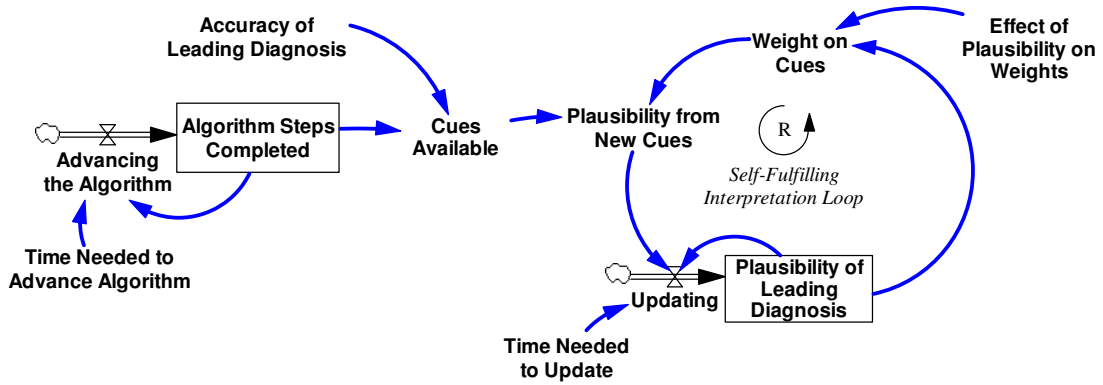 Accuracy of
Leading Diagnosis
Algorithm Steps
Completed
Advancing
the Algorithm
Time Needed to
Advance Algorithm
Cues
Available
Plausibility from
New Cues
Weight on
Cues
Effect of
Plausibility on
Weights
R
Self-Fulfilling
Interpretation Loop
Updating
Plausibility of
Leading
Diagnosis
Time Needed
to Update